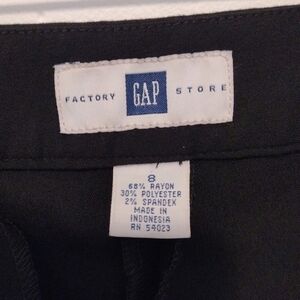 FACTORY GAP STORE
8
68% RAYON
30% POLYESTER
2% SPANDEX
MADE IN
INDONESIA
RN 54023